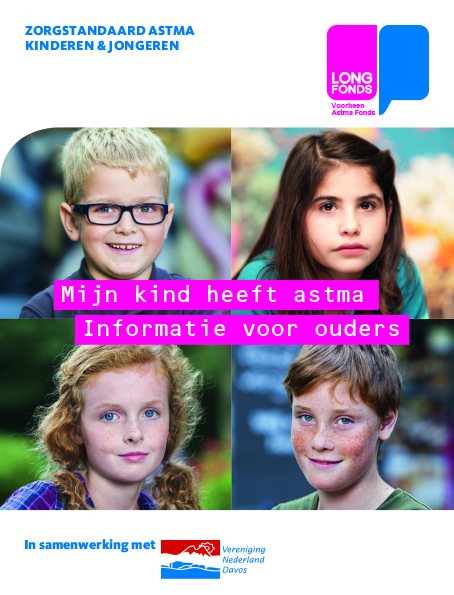 ZORGSTANDAARD ASTMA
KINDEREN & JONGEREN
LONG
FONDS
Voorheen
Astma Fonds
Mijn kind heeft astma
Informatie voor ouders
In samenwerking met
Vereniging
Nederland
Davos